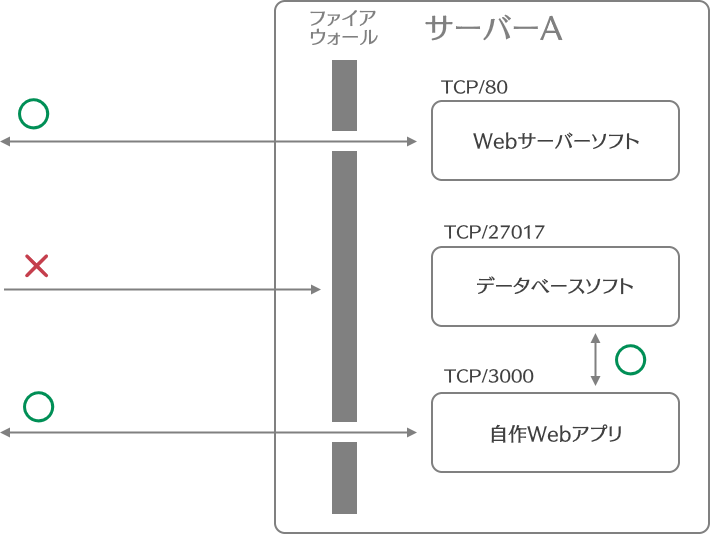 ファイア
ウォール
サーバーA
TCP/80
Webサーバーソフト
TCP/27017
データベースソフト
TCP/3000
自作Webアプリ